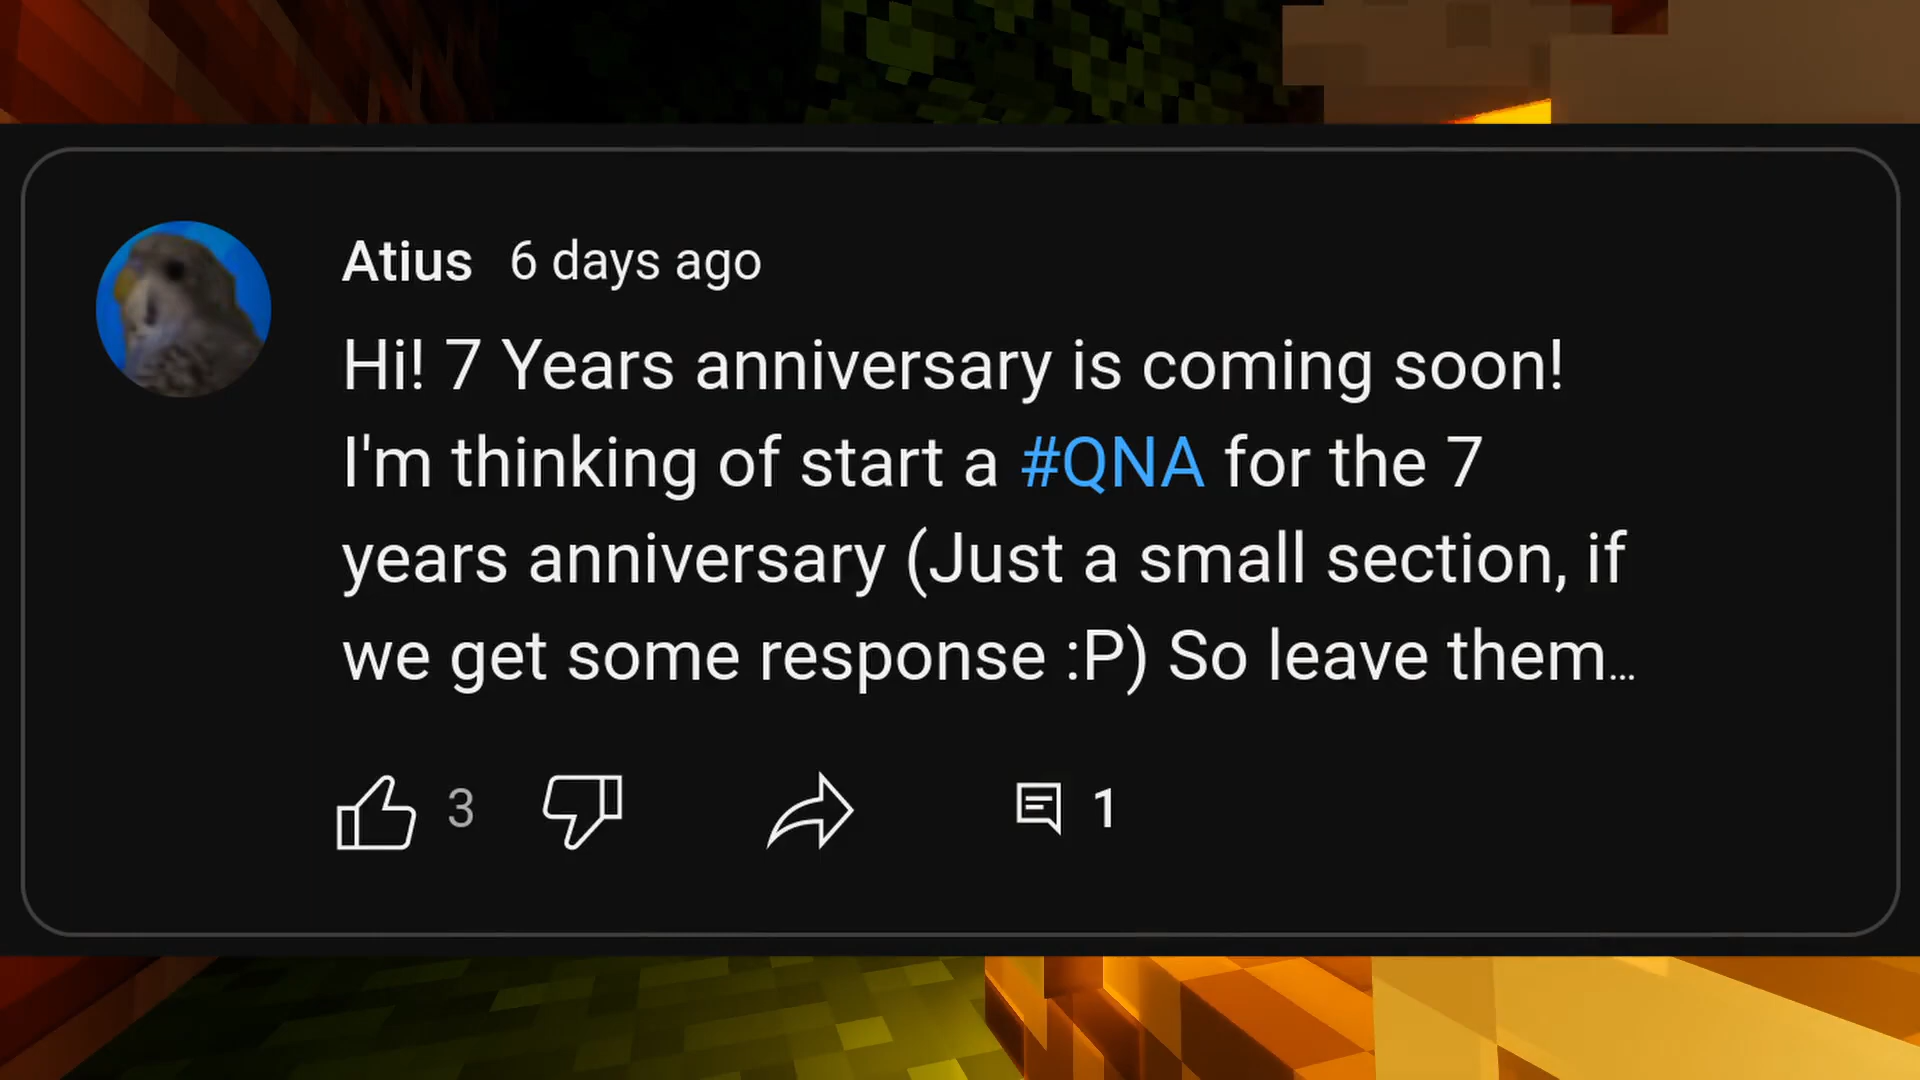 Atius 6 days ago
Hi! 7 Years anniversary is coming soon!
I'm thinking of start a #QNA for the 7
years anniversary (Just a small section, if
we get some response :P) So leave them...
3 1